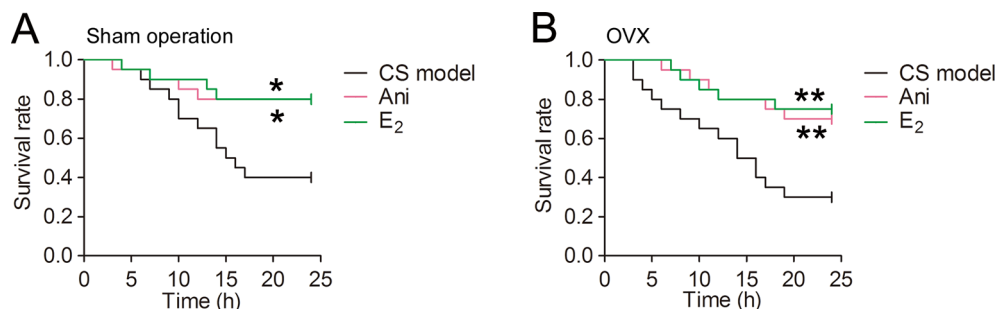 A
Sham operation
1.0
0.8
0.6
0.4
0.2
0.0
Survival rate
0 5 10 15 20 25
Time (h)
*
*
CS model
Ani
E₂
B
OVX
1.0
0.8
0.6
0.4
0.2
0.0
Survival rate
0 5 10 15 20 25
Time (h)
**
**
CS model
Ani
E₂